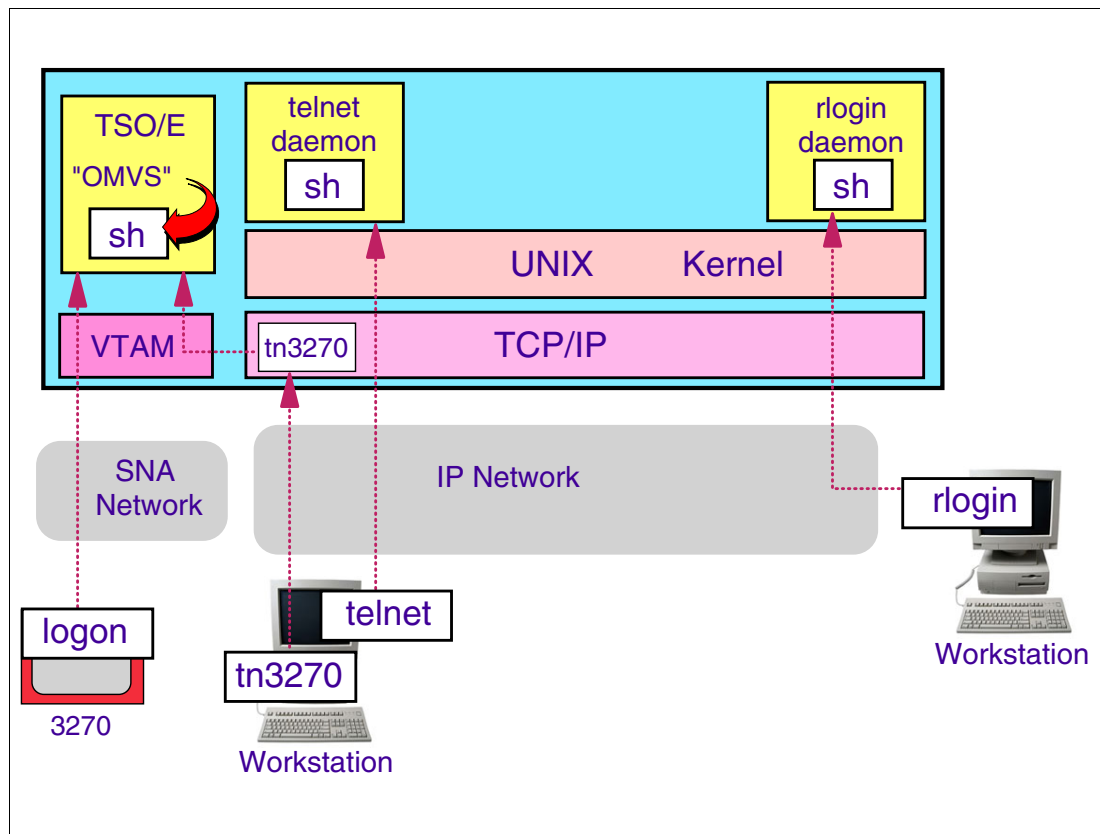 TSO/E
"OMVS"
sh
telnet
daemon
sh
rlogin
daemon
sh
UNIX Kernel
VTAM
tn3270
TCP/IP
SNA
Network
IP Network
rlogin
logon
telnet
tn3270
3270
Workstation
Workstation